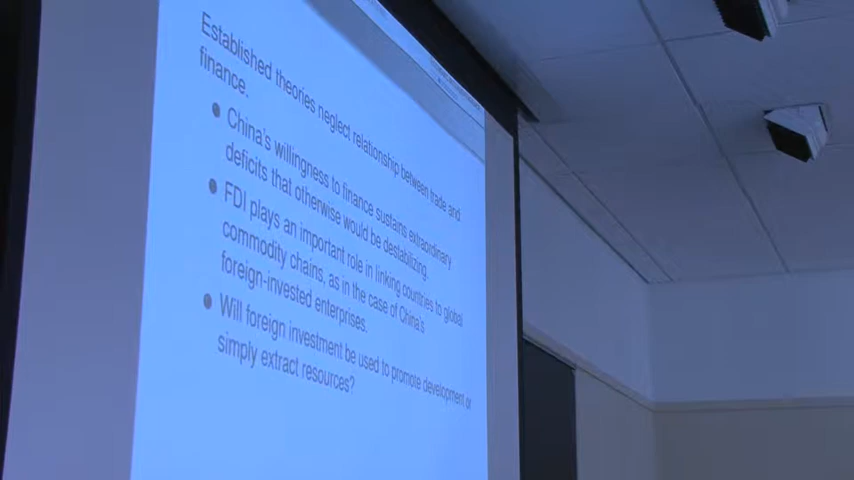 Established theories neglect relationship between trade and
finance.
China's willingness to finance sustains extraordinary
deficits that otherwise would be destabilizing.
FDI plays an important role in linking countries to global
commodity chains, as in the case of China's
foreign-invested enterprises.
Will foreign investment be used to promote development or
simply extract resources?